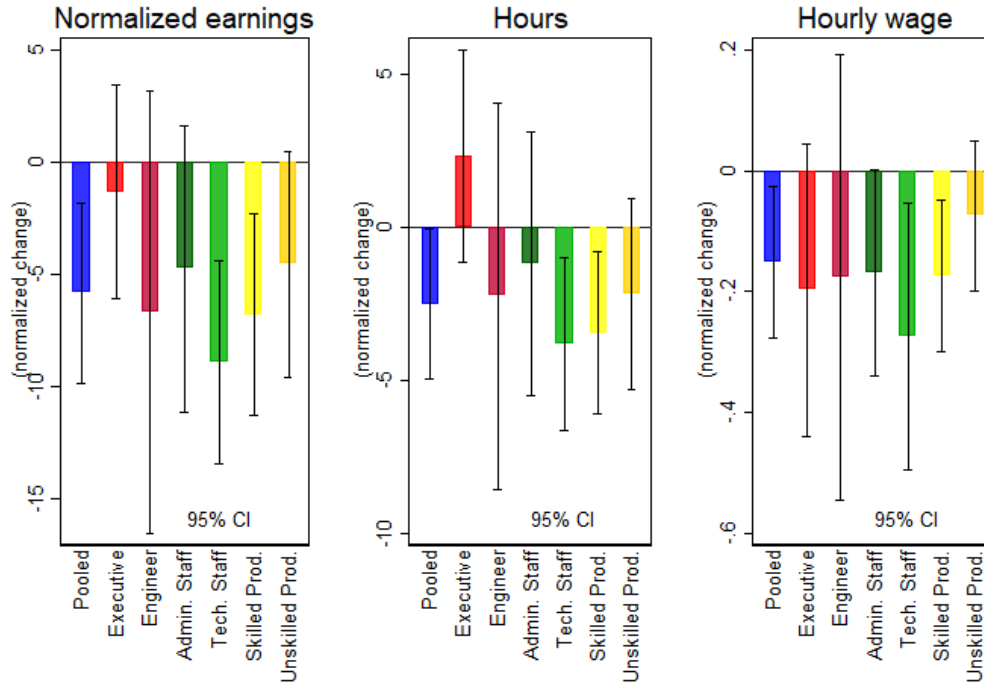 Normalized earnings
(normalized change)
5
0
-5
-10
-15
95% CI
Pooled
Executive
Engineer
Admin. Staff
Tech. Staff
Skilled Prod.
Unskilled Prod.
Hours
(normalized change)
5
0
-5
-10
Pooled
Executive
Engineer
Admin. Staff
Tech. Staff
Skilled Prod.
Unskilled Prod.
Hourly wage
(normalized change)
.2
0
-.2
-.4
-.6
95% CI
Pooled
Executive
Engineer
Admin. Staff
Tech. Staff
Skilled Prod.
Unskilled Prod.